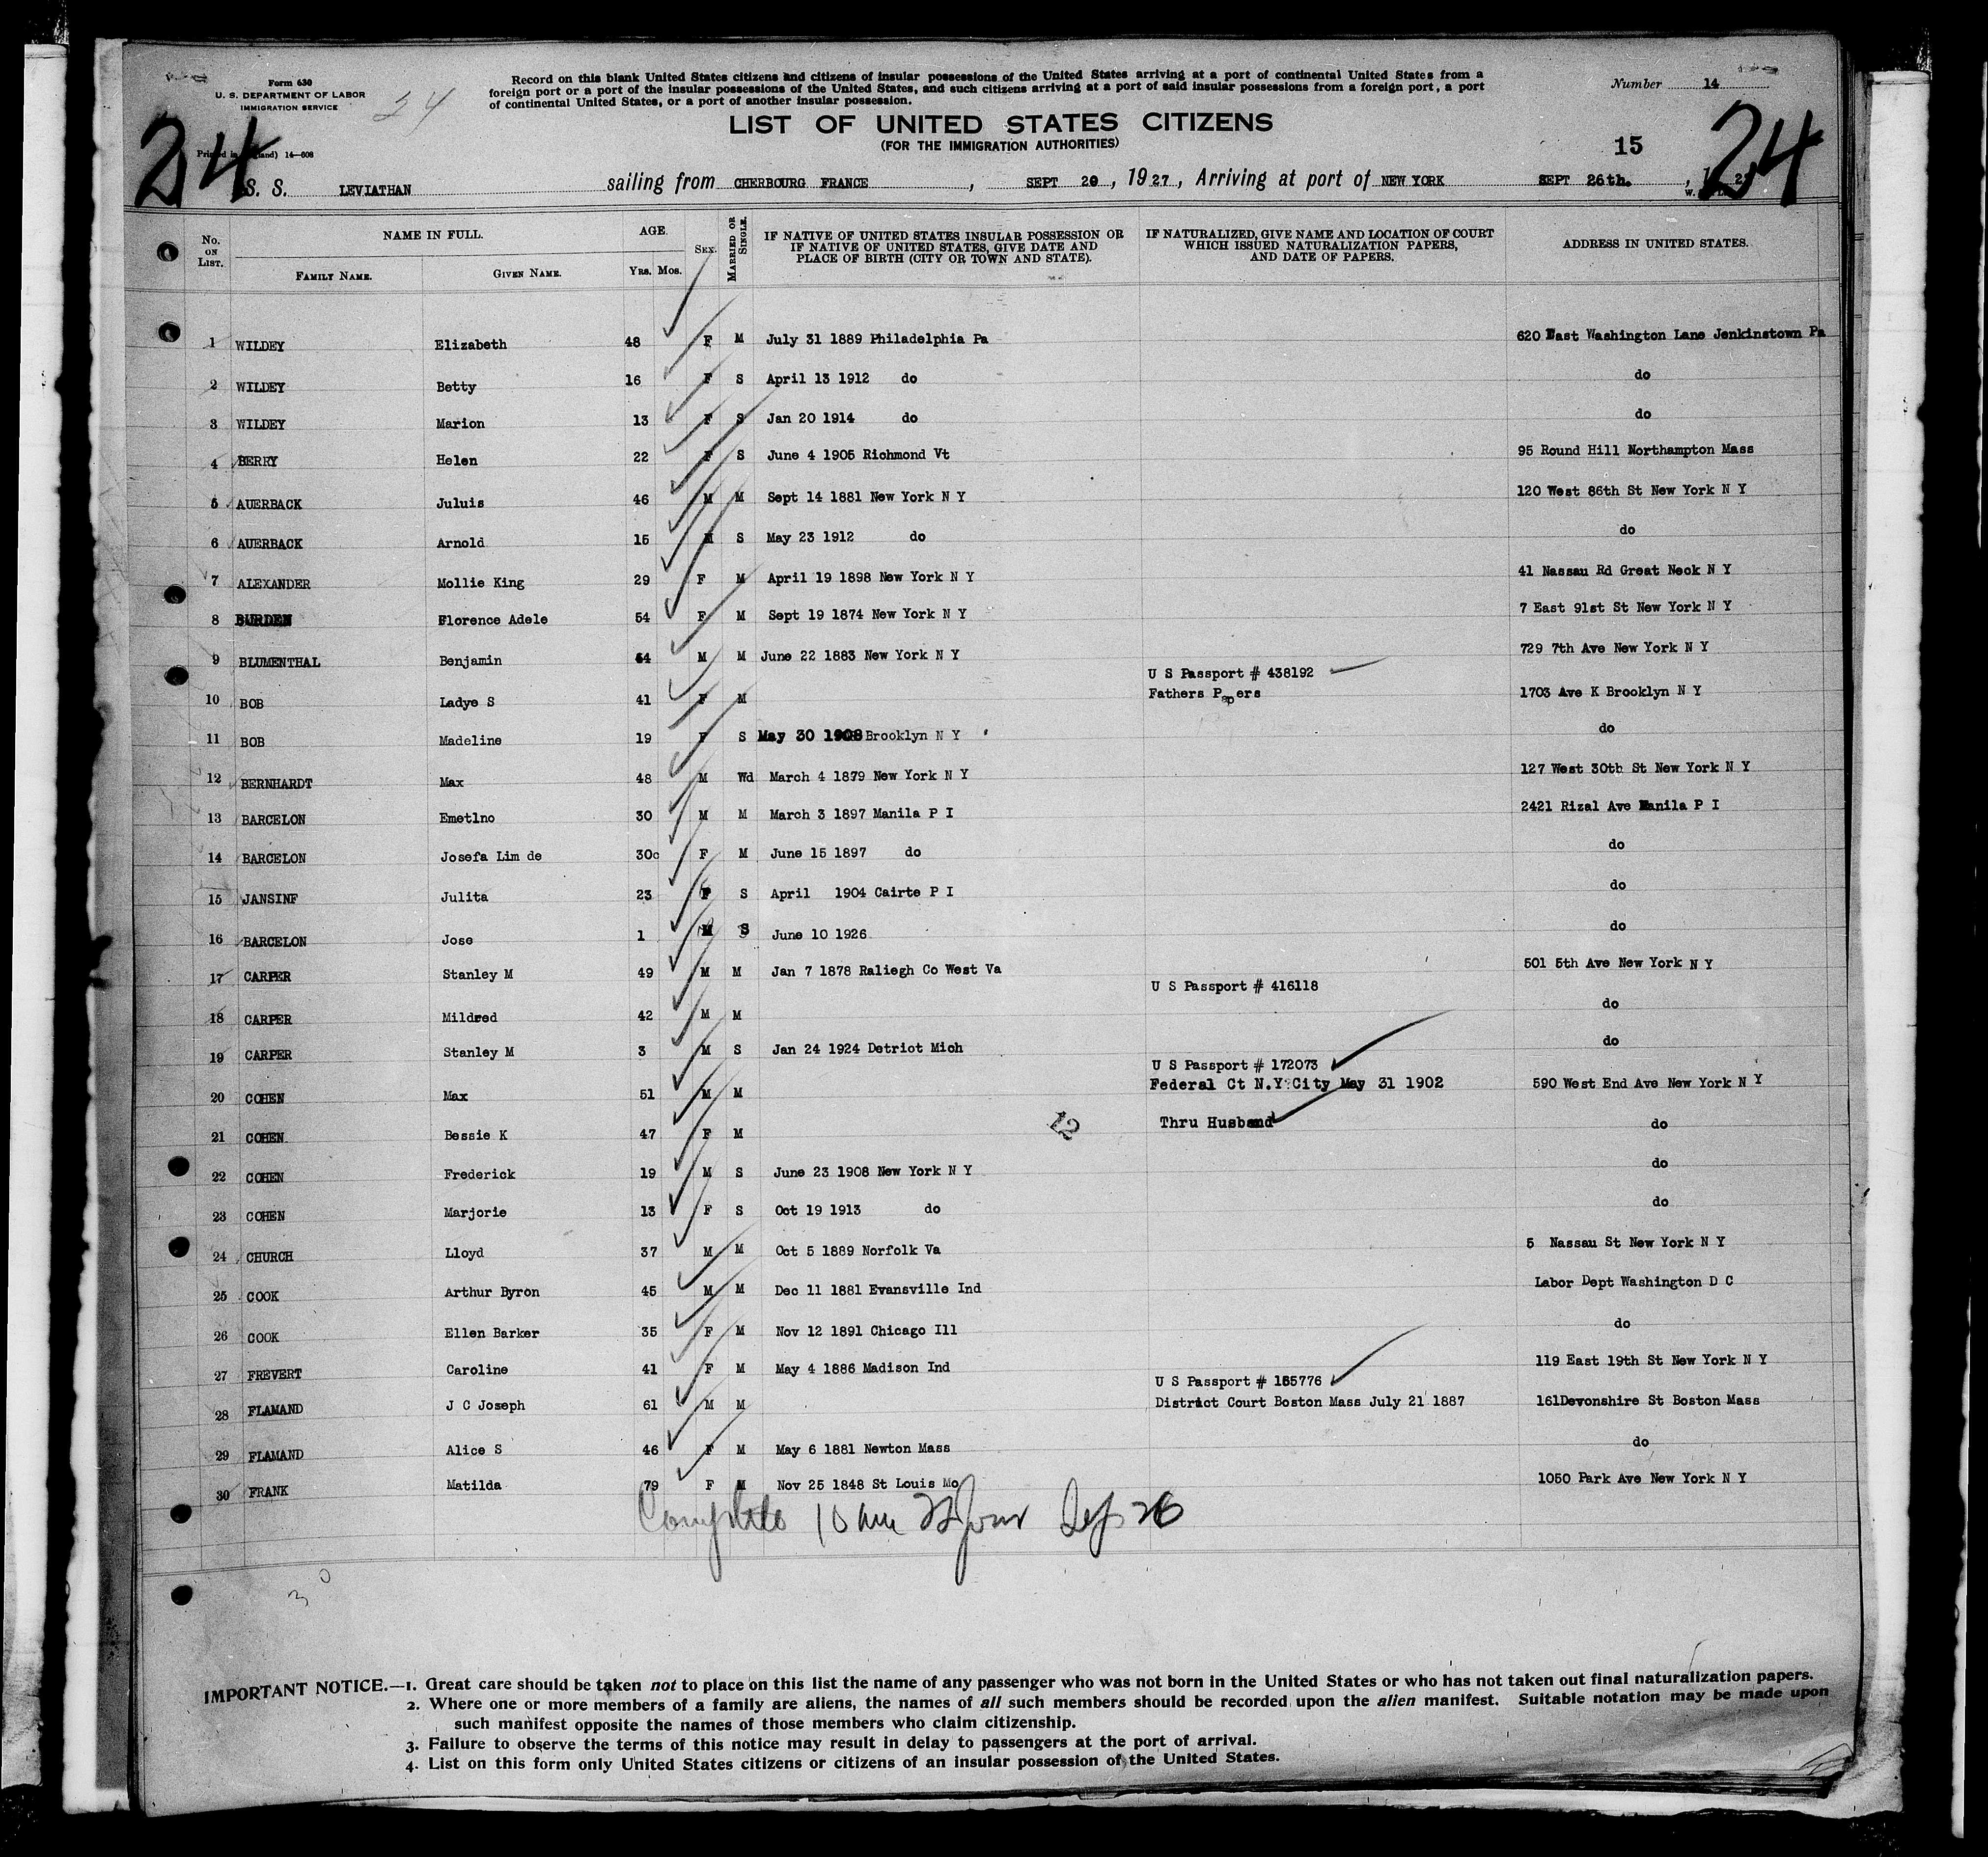 Form 630
U. S. DEPARTMENT OF LABOR
IMMIGRATION SERVICE
24
Record on this blank United States citizens and citizens of insular possessions of the United States arriving at a port of continental United States from a
foreign port or a port of the insular possessions of the United States, and such citizens arriving at a port of said insular possessions from a foreign port, a port
of continental United States, or a port of another insular possession.
Number 14
LIST OF UNITED STATES CITIZENS
(FOR THE IMMIGRATION AUTHORITIES)
15
24
24
14—608
S. S. LEVIATHAN sailing from CHERBOURG FRANCE, SEPT 20, 1927, Arriving at port of NEW YORK SEPT 26th.
No. ON LIST. NAME IN FULL. AGE. SEX. MARRIED OR SINGLE. IF NATIVE OF UNITED STATES INSULAR POSSESSION OR IF NATIVE OF UNITED STATES, GIVE DATE AND PLACE OF BIRTH (CITY OR TOWN AND STATE). IF NATURALIZED, GIVE NAME AND LOCATION OF COURT WHICH ISSUED NATURALIZATION PAPERS, AND DATE OF PAPERS. ADDRESS IN UNITED STATES.
FAMILY NAME. GIVEN NAME. YRS. MOS.
1 WILDEY Elizabeth 48 F M July 31 1889 Philadelphia Pa 620 East Washington Lane Jenkinstown Pa
2 WILDEY Betty 16 F S April 13 1912 do do
3 WILDEY Marion 13 F S Jan 20 1914 do do
4 BERRY Helen 22 F S June 4 1905 Richmond Vt 95 Round Hill Northampton Mass
5 AUERBACK Juluis 46 M M Sept 14 1881 New York N Y 120 West 86th St New York N Y
6 AUERBACK Arnold 15 M S May 23 1912 do do
7 ALEXANDER Mollie King 29 F M April 19 1898 New York N Y 41 Nassau Rd Great Neck N Y
8 BURDEN Florence Adele 54 F M Sept 19 1874 New York N Y 7 East 91st St New York N Y
9 BLUMENTHAL Benjamin 44 M M June 22 1883 New York N Y 729 7th Ave New York N Y
U S Passport # 438192
10 BOB Ladye S 41 F M Fathers Papers 1703 Ave K Brooklyn N Y
11 BOB Madeline 19 F S May 30 1908 Brooklyn N Y do
12 BERNHARDT Max 48 M Wd March 4 1879 New York N Y 127 West 30th St New York N Y
13 BARCELON Emetlno 30 M M March 3 1897 Manila P I 2421 Rizal Ave Manila P I
14 BARCELON Josefa Lim de 30c F M June 15 1897 do do
15 JANSINF Julita 23 F S April 1904 Cairte P I do
16 BARCELON Jose 1 M S June 10 1926 do
17 CARPER Stanley M 49 M M Jan 7 1878 Raliegh Co West Va 501 5th Ave New York N Y
U S Passport # 416118
18 CARPER Mildred 42 M M do
19 CARPER Stanley M 3 M S Jan 24 1924 Detriot Mich do
U S Passport # 172073
20 COHEN Max 51 M M Federal Ct N.Y.City May 31 1902 590 West End Ave New York N Y
21 COHEN Bessie K 47 F M 12 Thru Husband do
22 COHEN Frederick 19 M S June 23 1908 New York N Y do
23 COHEN Marjorie 13 F S Oct 19 1913 do do
24 CHURCH Lloyd 37 M M Oct 5 1889 Norfolk Va 5 Nassau St New York N Y
25 COOK Arthur Byron 45 M M Dec 11 1881 Evansville Ind Labor Dept Washington D C
26 COOK Ellen Barker 35 F M Nov 12 1891 Chicago Ill do
27 FREVERT Caroline 41 F M May 4 1886 Madison Ind 119 East 19th St New York N Y
U S Passport # 165776
28 FLAMAND J C Joseph 61 M M District Court Boston Mass July 21 1887 161Devonshire St Boston Mass
29 FLAMAND Alice S 46 F M May 6 1881 Newton Mass do
30 FRANK Matilda 79 F M Nov 25 1848 St Louis Mo 1050 Park Ave New York N Y
Complete 10 26
30
IMPORTANT NOTICE.—1. Great care should be taken not to place on this list the name of any passenger who was not born in the United States or who has not taken out final naturalization papers.
2. Where one or more members of a family are aliens, the names of all such members should be recorded upon the alien manifest. Suitable notation may be made upon
such manifest opposite the names of those members who claim citizenship.
3. Failure to observe the terms of this notice may result in delay to passengers at the port of arrival.
4. List on this form only United States citizens or citizens of an insular possession of the United States.